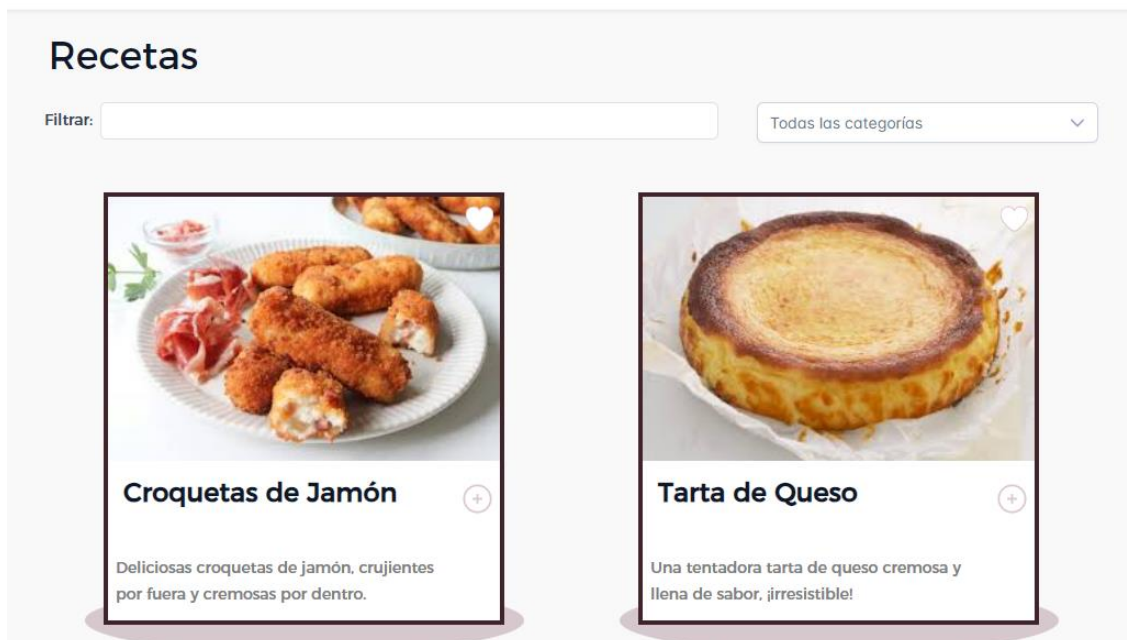 Recetas
Filtrar:
Todas las categorías
Croquetas de Jamón
Deliciosas croquetas de jamón, crujientes
por fuera y cremosas por dentro.
Tarta de Queso
Una tentadora tarta de queso cremosa y
llena de sabor, ¡irresistible!